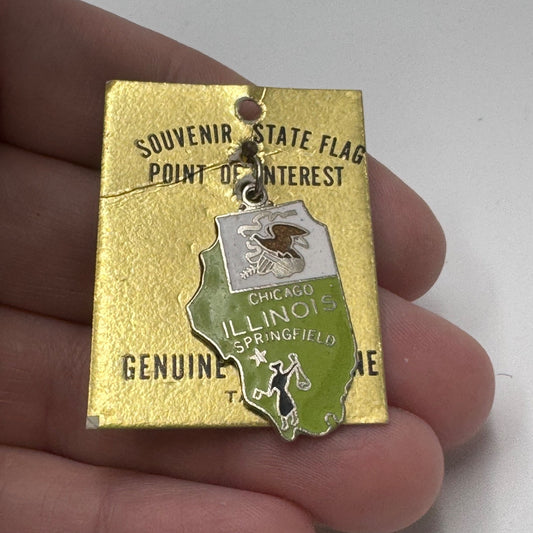 SOUVENIR STATE FLAG
POINT OF INTEREST
CHICAGO
ILLINOIS
SPRINGFIELD
GENUINE